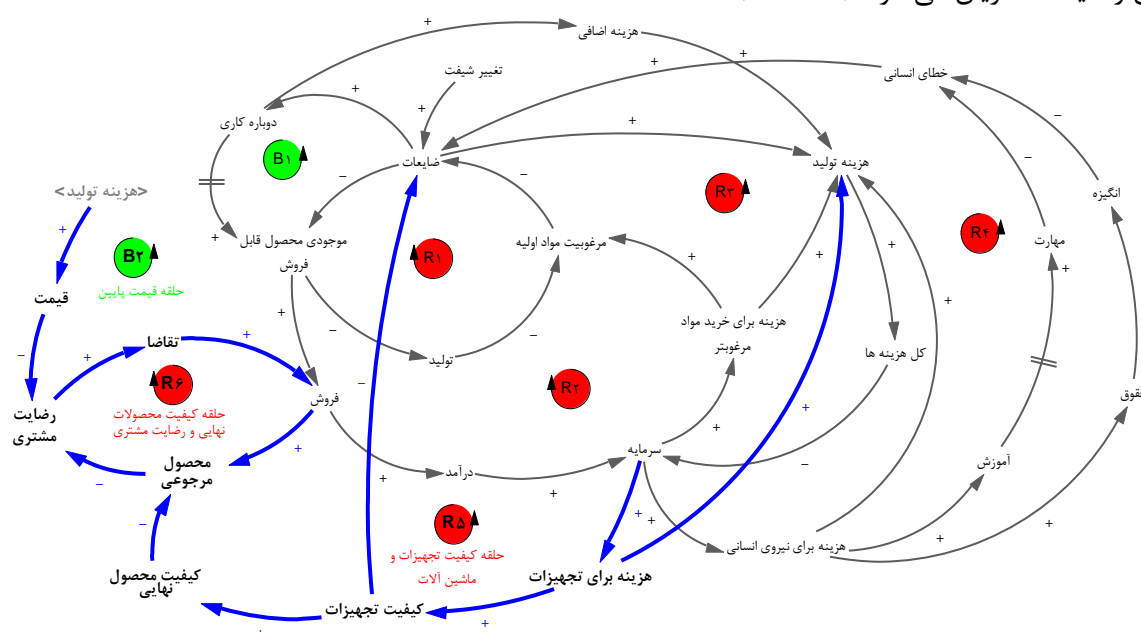 هزینه اضافی
تغییر شیفت
خطای انسانی
دوباره کاری
B۱
ضایعات
هزینه تولید
<هزینه تولید>
R۳
انگیزه
موجودی محصول قابل
فروش
مرغوبیت مواد اولیه
R۴
مهارت
B۲
R۱
حلقه قیمت پایین
قیمت
هزینه برای خرید مواد
مرغوبتر
تقاضا
تولید
کل هزینه ها
R۶
R۲
فروش
رضایت
مشتری
حلقه کیفیت محصولات
نهایی و رضایت مشتری
سرمایه
آموزش
محصول
مرجوعی
درآمد
R۵
حلقه کیفیت تجهیزات و
ماشین آلات
هزینه برای نیروی انسانی
کیفیت محصول
نهایی
هزینه برای تجهیزات
کیفیت تجهیزات